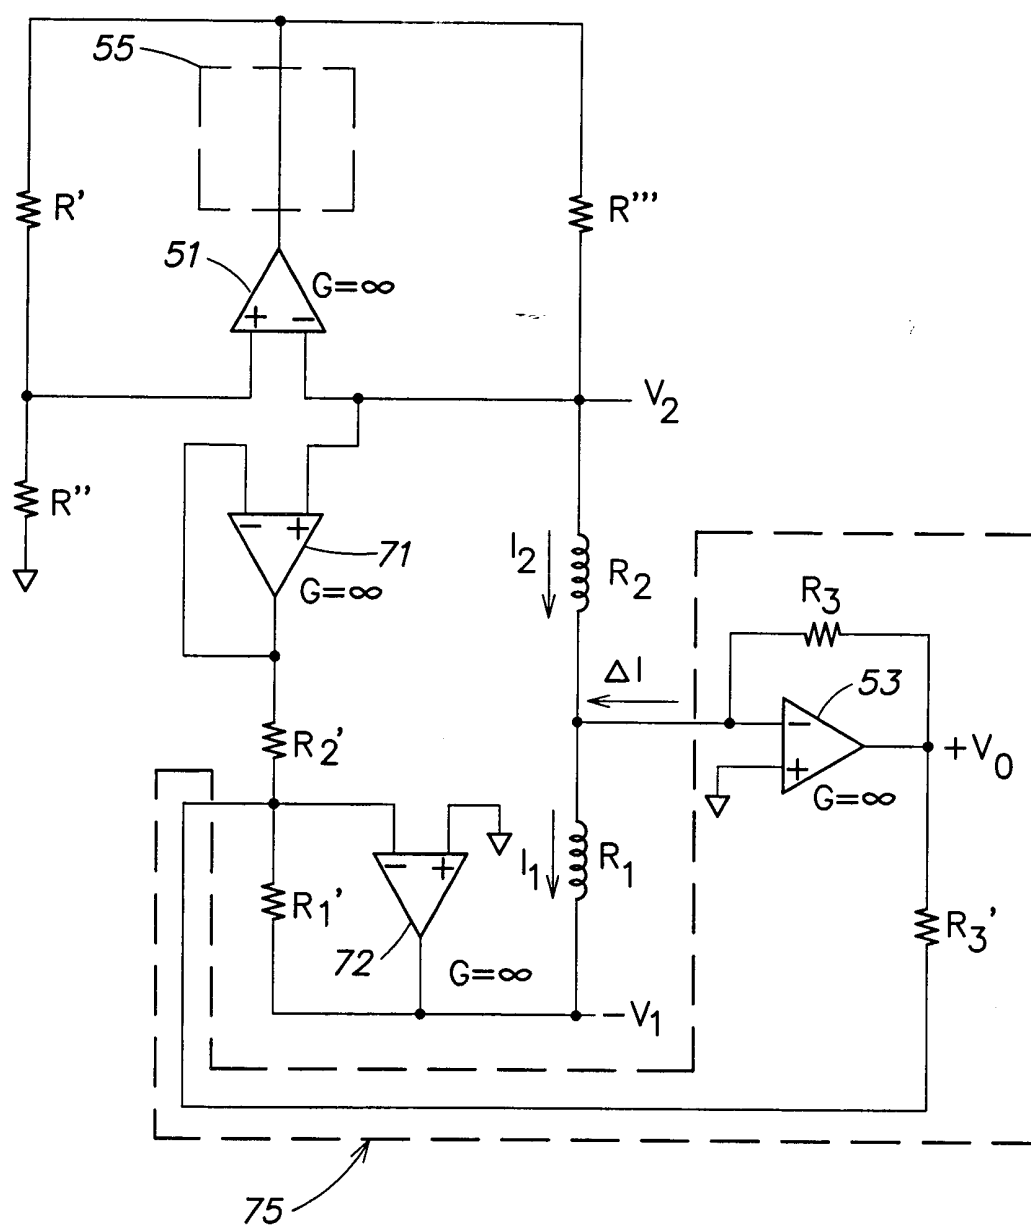 55
R'
R'''
51
G=∞
+ −
V2
R''
− +
71
I2
R2
G=∞
R3
ΔI
53
R2'
−
+
+V0
G=∞
− +
I1
R1
R1'
72
R3'
G=∞
−V1
75